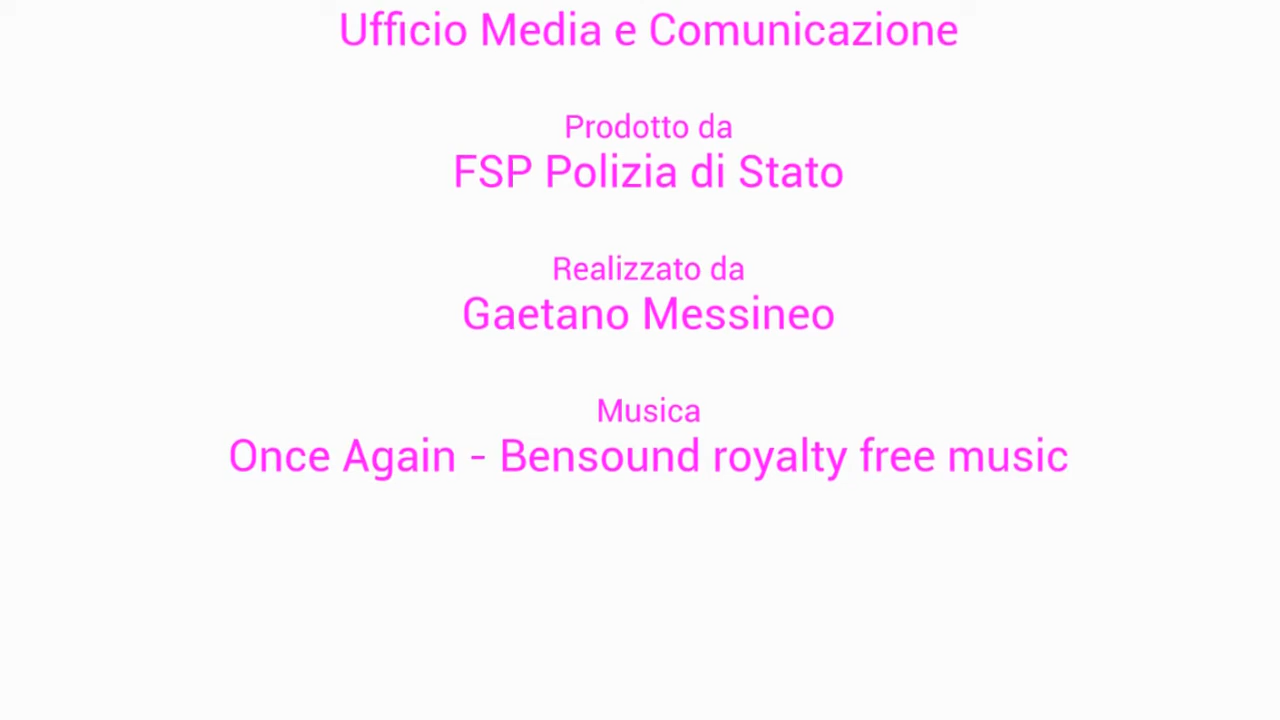 Ufficio Media e Comunicazione
Prodotto da
FSP Polizia di Stato
Realizzato da
Gaetano Messineo
Musica
Once Again - Bensound royalty free music